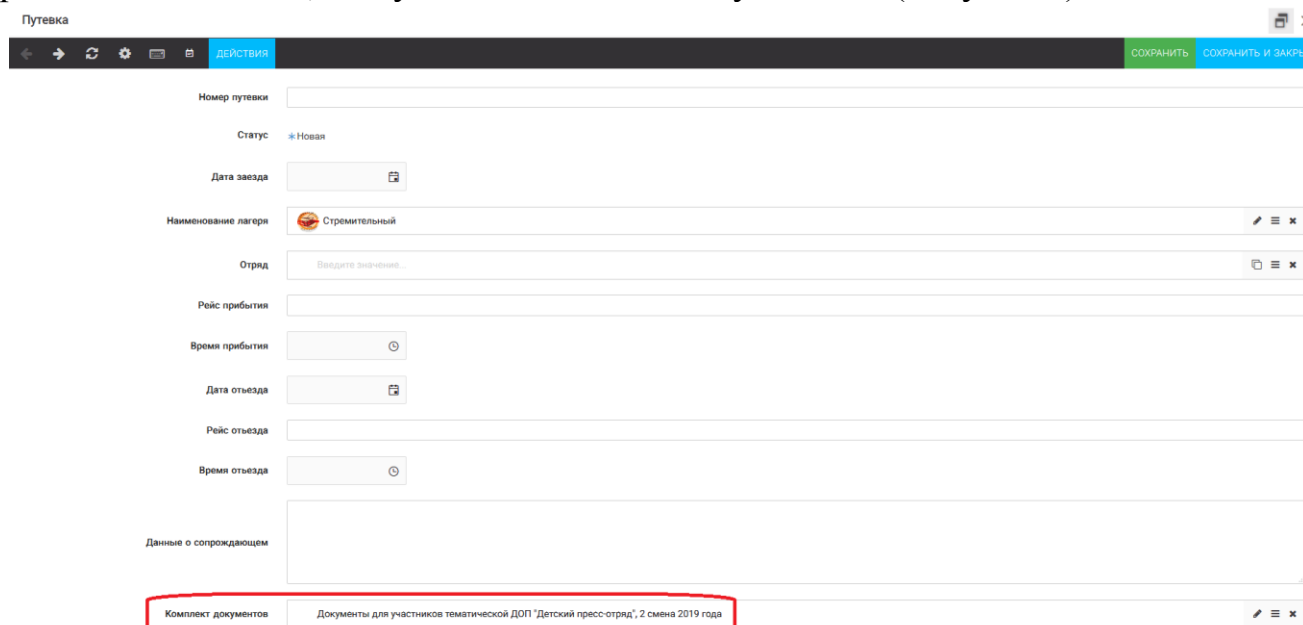 Путевка
ДЕЙСТВИЯ
СОХРАНИТЬ СОХРАНИТЬ И ЗАКРЫ
Номер путевки
Статус Новая
Дата заезда
Наименование лагеря Стремительный
Отряд Введите значение...
Рейс прибытия
Время прибытия
Дата отъезда
Рейс отъезда
Время отъезда
Данные о сопрождающем
Комплект документов Документы для участников тематической ДОП "Детский пресс-отряд", 2 смена 2019 года